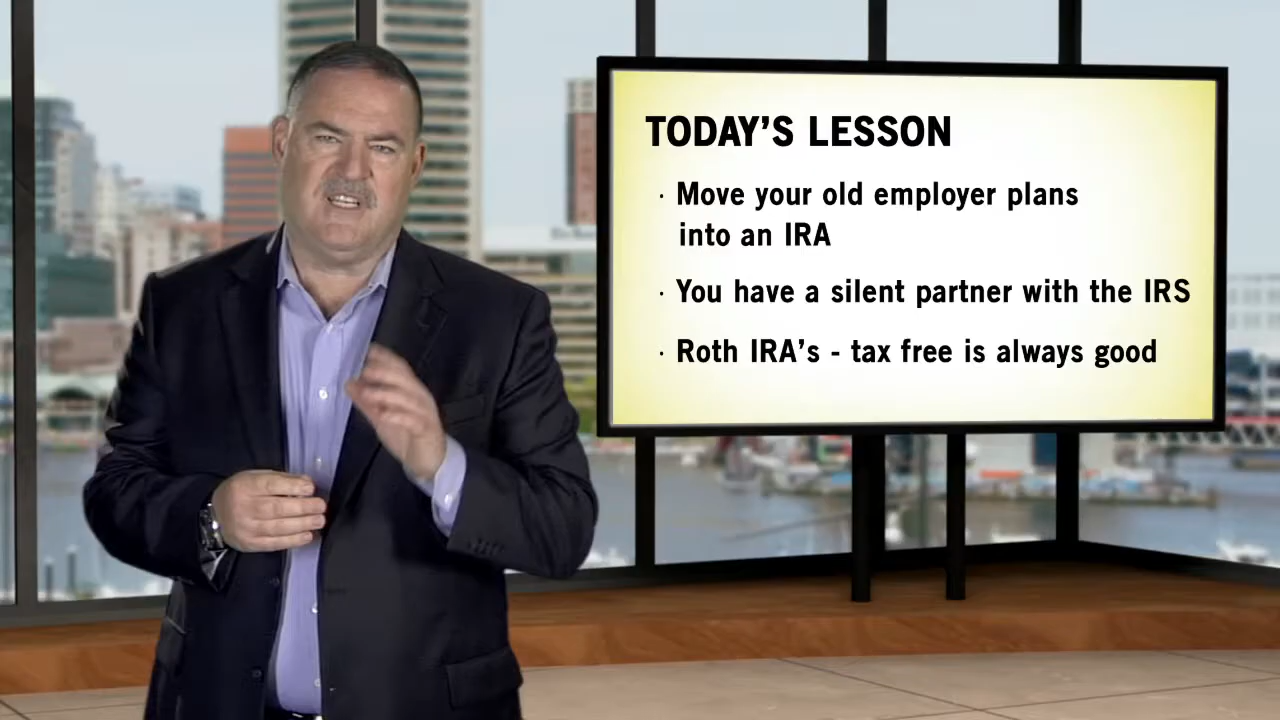 TODAY'S LESSON
· Move your old employer plans
into an IRA
· You have a silent partner with the IRS
· Roth IRA's - tax free is always good